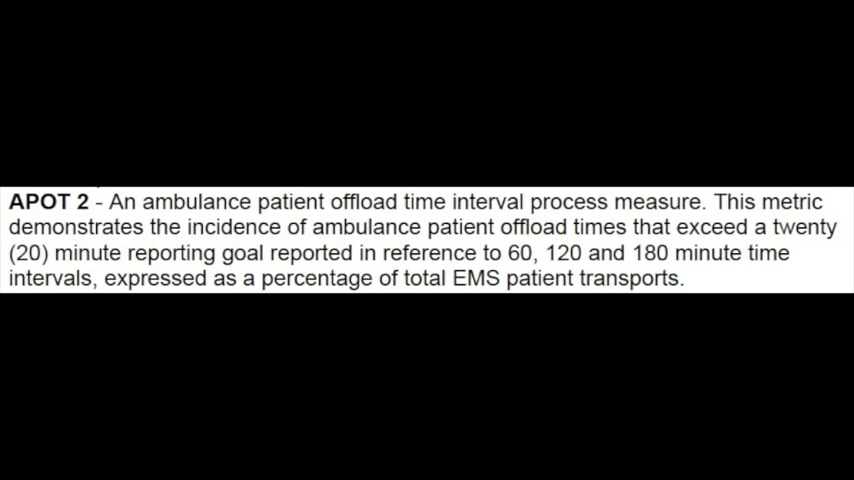 APOT 2 - An ambulance patient offload time interval process measure. This metric
demonstrates the incidence of ambulance patient offload times that exceed a twenty
(20) minute reporting goal reported in reference to 60, 120 and 180 minute time
intervals, expressed as a percentage of total EMS patient transports.